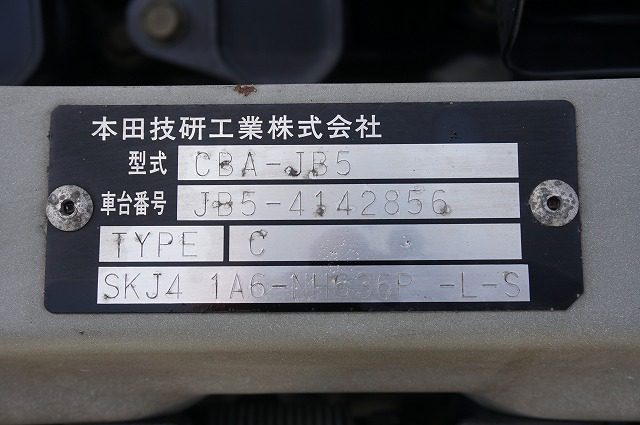 本田技研工業株式会社
型式 CBA-JB5
車台番号 JB5-4142856
TYPE C
SKJ4 1A6-NH636P -L-S